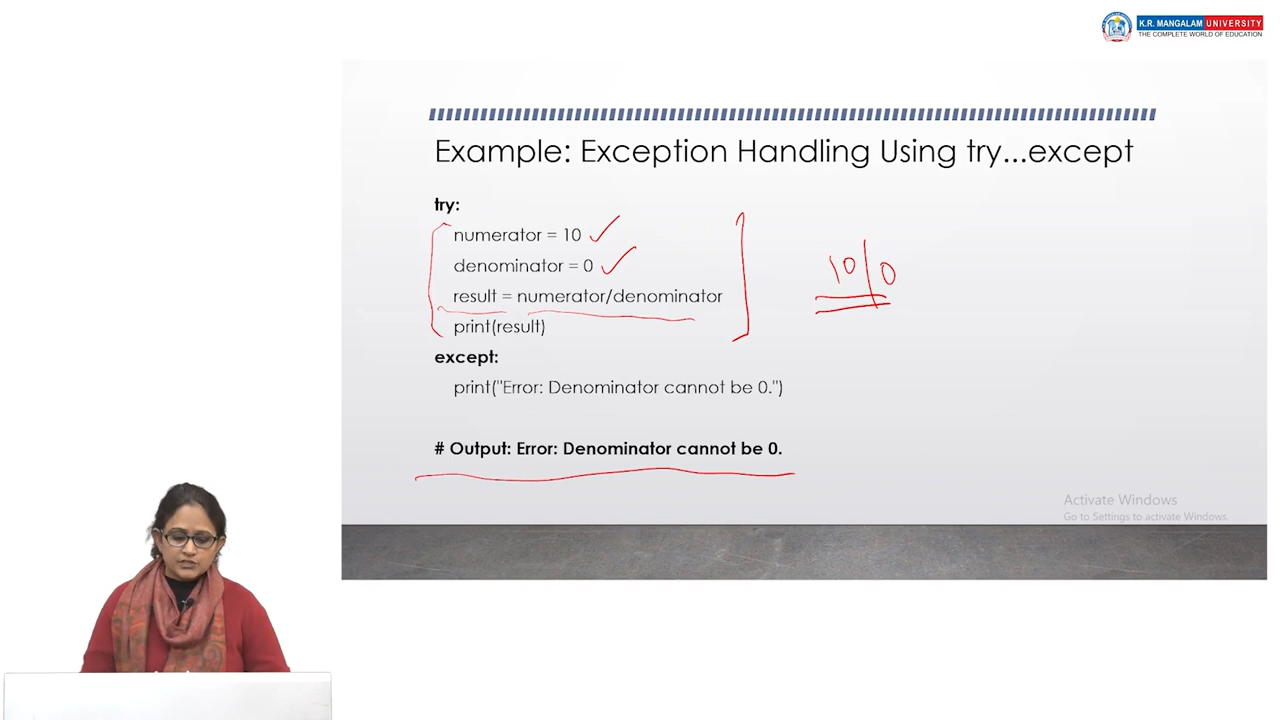 K.R. MANGALAM UNIVERSITY
THE COMPLETE WORLD OF EDUCATION
Example: Exception Handling Using try...except
try:
numerator = 10
denominator = 0
result = numerator/denominator
print(result)
10/0
except:
print("Error: Denominator cannot be 0.")
# Output: Error: Denominator cannot be 0.
Activate Windows
Go to Settings to activate Windows.